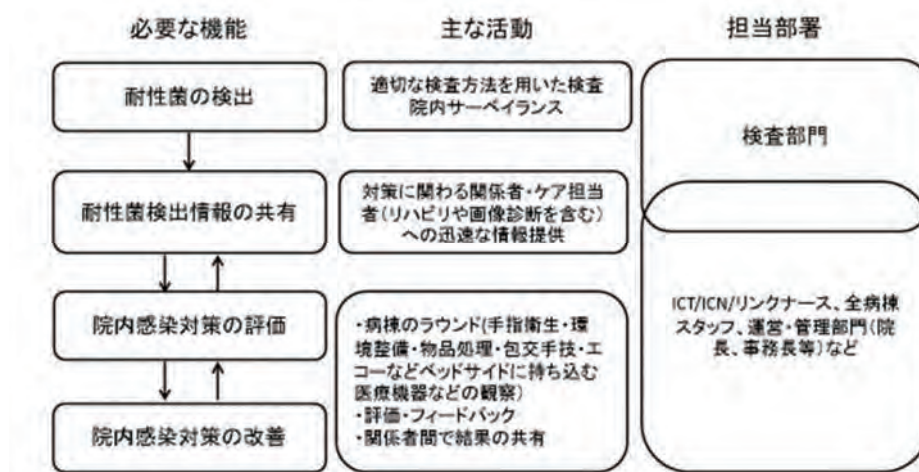 必要な機能
主な活動
担当部署
耐性菌の検出
適切な検査方法を用いた検査
院内サーベイランス
検査部門
耐性菌検出情報の共有
対策に関わる関係者・ケア担当
者(リハビリや画像診断を含む)
への迅速な情報提供
院内感染対策の評価
・病棟のラウンド(手指衛生・環
境整備・物品処理・包交手技・エ
コーなどベッドサイドに持ち込む
医療機器などの観察)
・評価・フィードバック
・関係者間で結果の共有
ICT/ICN/リンクナース、全病棟
スタッフ、運営・管理部門(院
長、事務長等)など
院内感染対策の改善